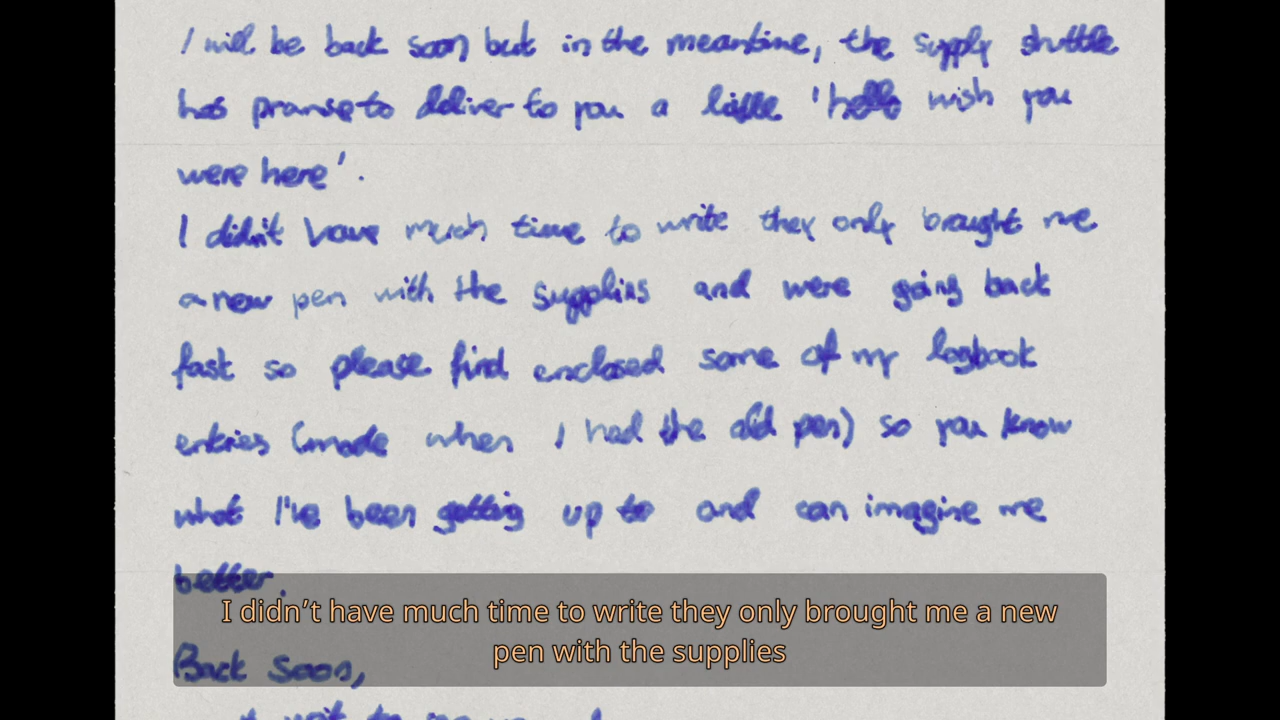 I will be back soon but in the meantime, the supply shuttle
has promise to deliver to you a little 'hello wish you
were here'.
I didn't have much time to write they only brought me
a new pen with the supplies and were going back
fast so please find enclosed some of my logbook
entries (made when I had the old pen) so you know
what I've been getting up to and can imagine me
better.
I didn't have much time to write they only brought me a new
pen with the supplies
Back soon,